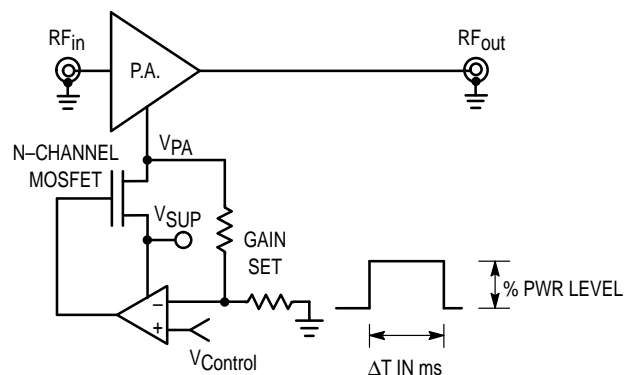 RFin
RFout
P.A.
VPA
N–CHANNEL
MOSFET
VSUP
GAIN
SET
–
+
VControl
% PWR LEVEL
ΔT IN ms